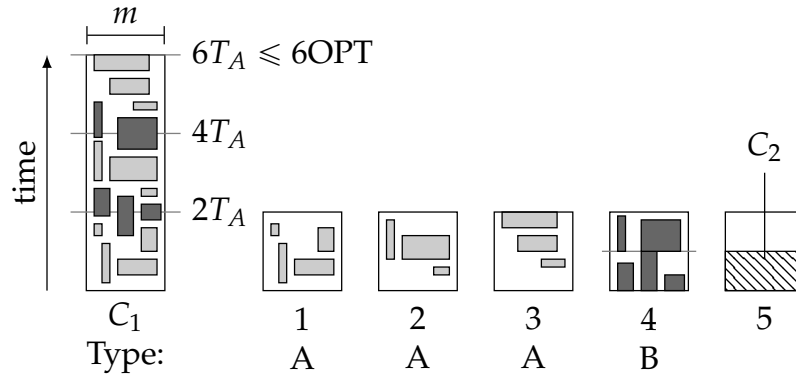 m
6T_A ⩽ 6OPT
4T_A
time
C_2
2T_A
C_1 1 2 3 4 5
Type: A A A B